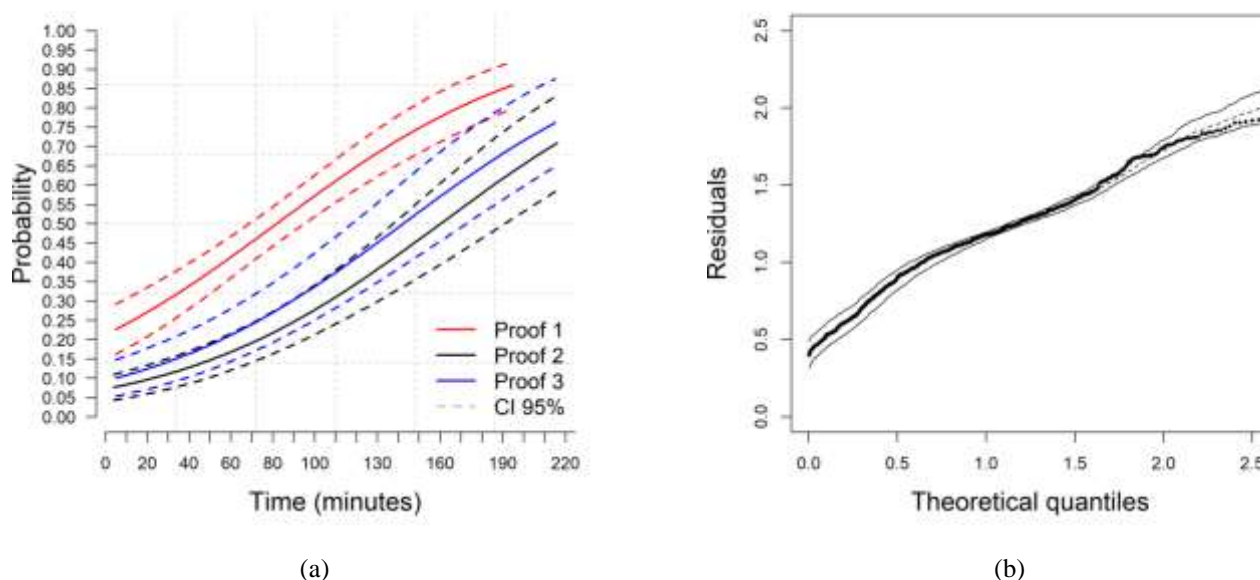 1.00
0.95
0.90
0.85
0.80
0.75
0.70
0.65
0.60
0.55
0.50
0.45
0.40
0.35
0.30
0.25
0.20
0.15
0.10
0.05
0.00
Probability
Proof 1
Proof 2
Proof 3
CI 95%
0 20 40 60 80 100 130 160 190 220
Time (minutes)
(a)
2.5
2.0
1.5
1.0
0.5
0.0
Residuals
0.0 0.5 1.0 1.5 2.0 2.5
Theoretical quantiles
(b)